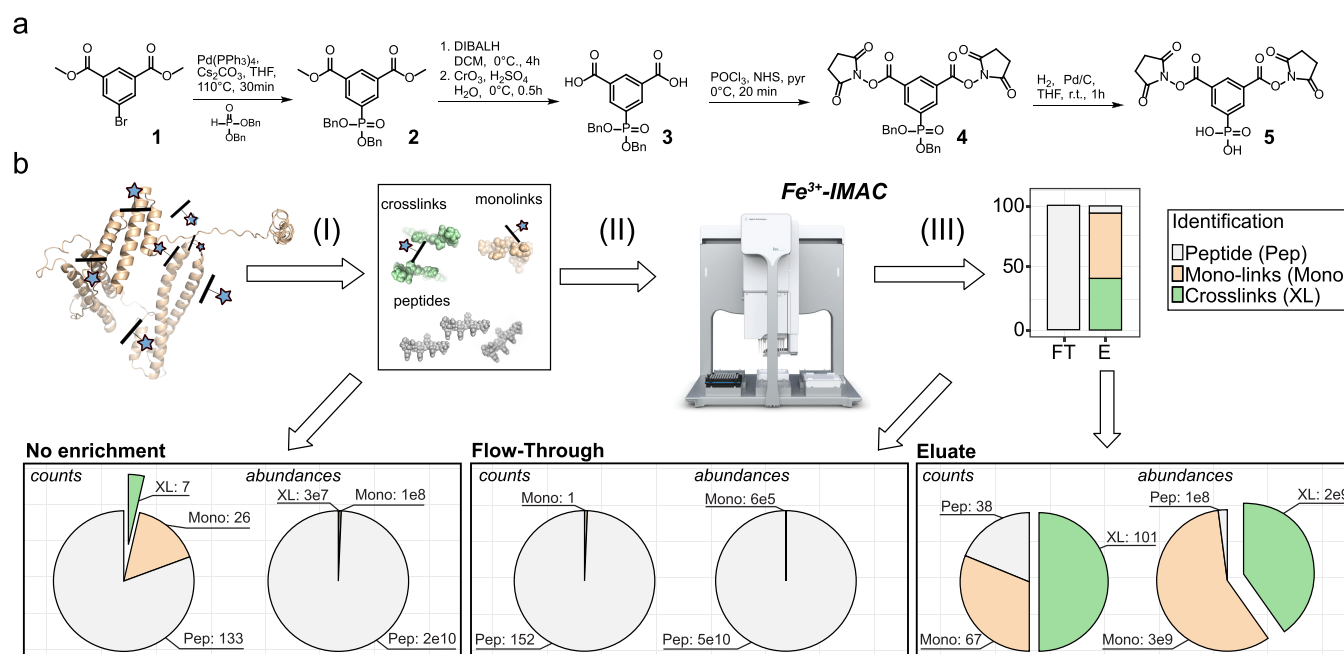 a
Pd(PPh₃)₄,
Cs₂CO₃, THF,
110°C, 30min
1. DIBALH
DCM, 0°C., 4h
2. CrO₃, H₂SO₄
H₂O, 0°C, 0.5h
POCl₃, NHS, pyr
0°C, 20 min
H₂, Pd/C,
THF, r.t., 1h
O O
O O
Br
1
O
H P OBn
OBn
O O
O O
BnO P O
OBn
2
O O
HO OH
BnO P O
OBn
3
O O O O
N O O N
O O
BnO P O
OBn
4
O O O O
N O O N
O O
HO P O
OH
5
b
(I)
crosslinks
monolinks
peptides
(II)
Fe³⁺-IMAC
(III)
100
50
0
FT E
Identification
Peptide (Pep)
Mono-links (Mono
Crosslinks (XL)
No enrichment
counts
abundances
XL: 7
Mono: 26
Pep: 133
XL: 3e7
Mono: 1e8
Pep: 2e10
Flow-Through
counts
abundances
Mono: 1
Pep: 152
Mono: 6e5
Pep: 5e10
Eluate
counts
abundances
Pep: 38
XL: 101
Mono: 67
Pep: 1e8
XL: 2e9
Mono: 3e9